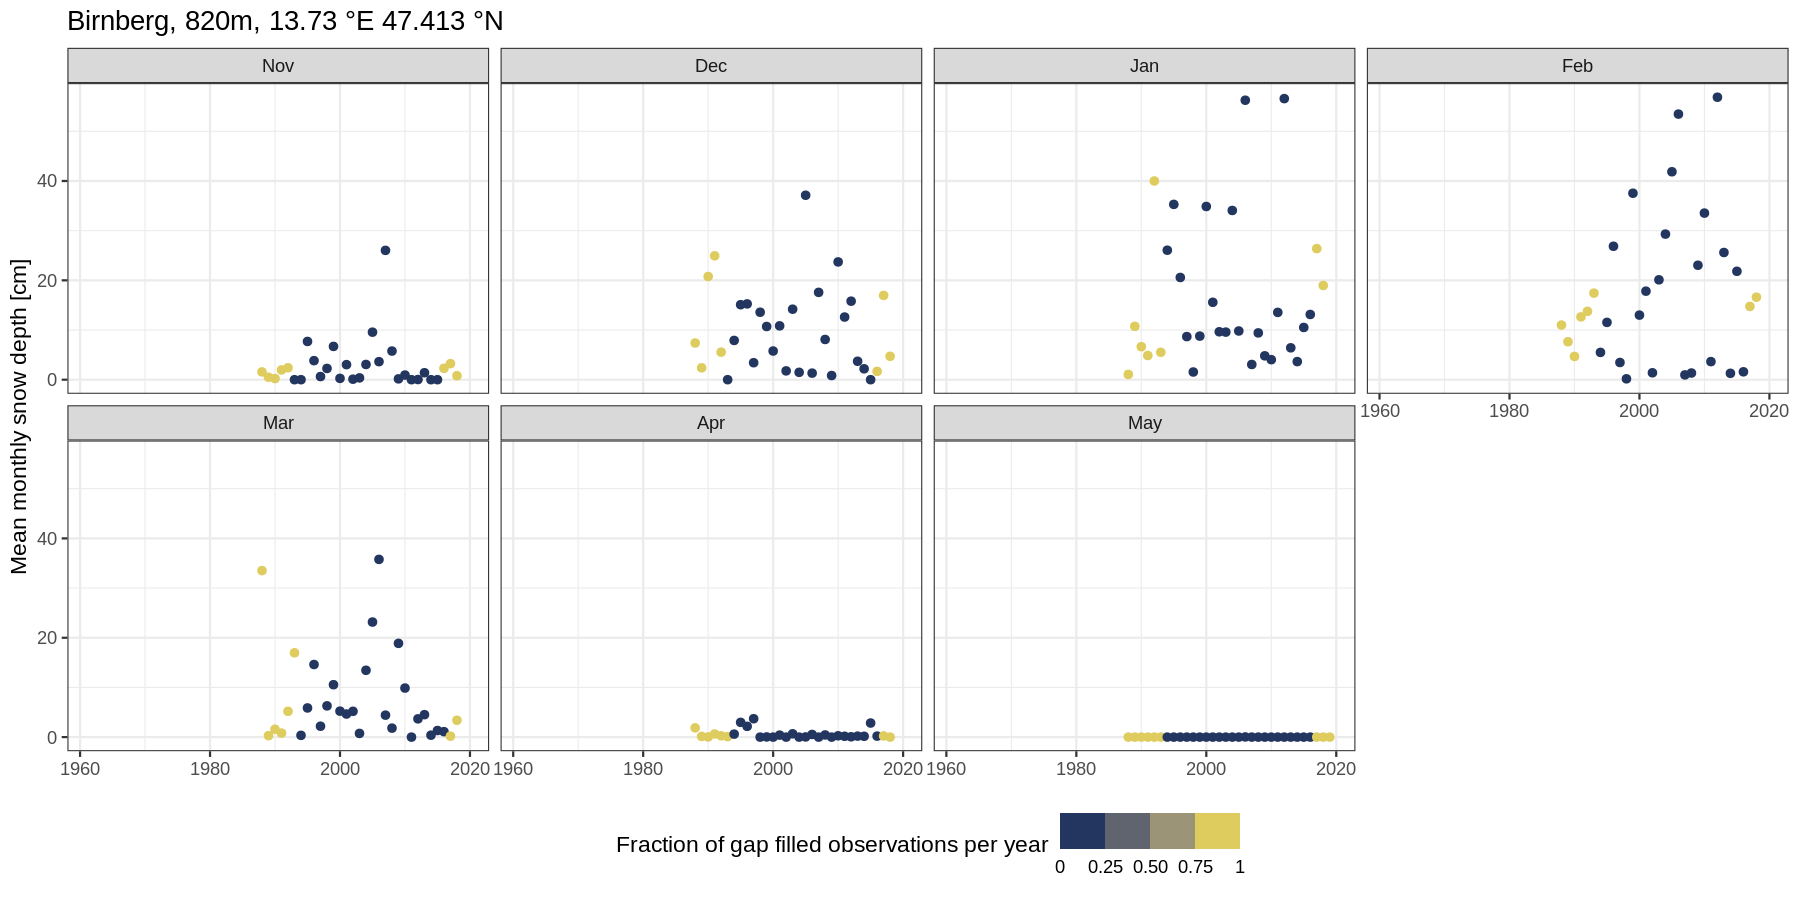 Birnberg, 820m, 13.73 °E 47.413 °N
Nov
Dec
Jan
Feb
Mean monthly snow depth [cm]
40
20
0
1960 1980 2000 2020
Mar
Apr
May
40
20
0
1960 1980 2000 2020
1960 1980 2000 2020
1960 1980 2000 2020
Fraction of gap filled observations per year
0 0.25 0.50 0.75 1